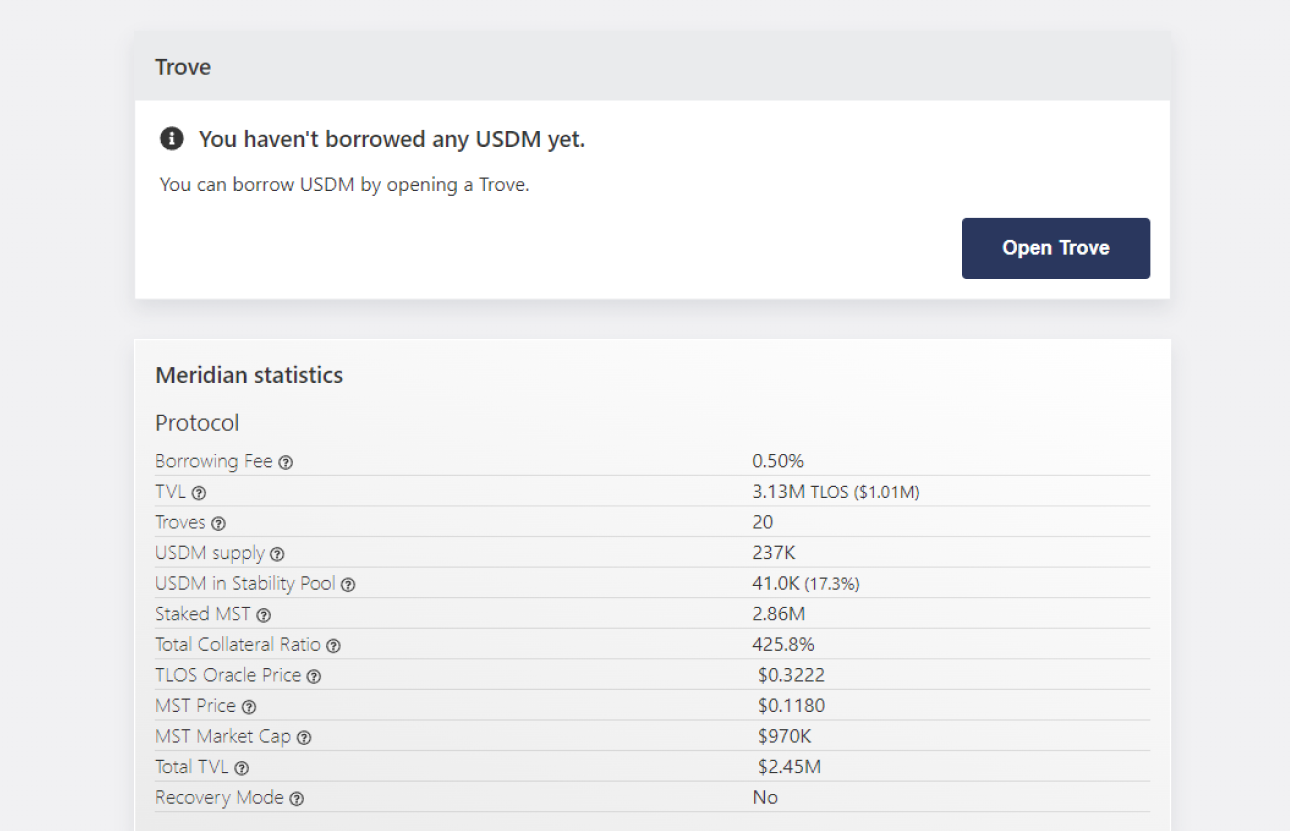 Trove
You haven't borrowed any USDM yet.
You can borrow USDM by opening a Trove.
Open Trove
Meridian statistics
Protocol
Borrowing Fee 0.50%
TVL 3.13M TLOS ($1.01M)
Troves 20
USDM supply 237K
USDM in Stability Pool 41.0K (17.3%)
Staked MST 2.86M
Total Collateral Ratio 425.8%
TLOS Oracle Price $0.3222
MST Price $0.1180
MST Market Cap $970K
Total TVL $2.45M
Recovery Mode No